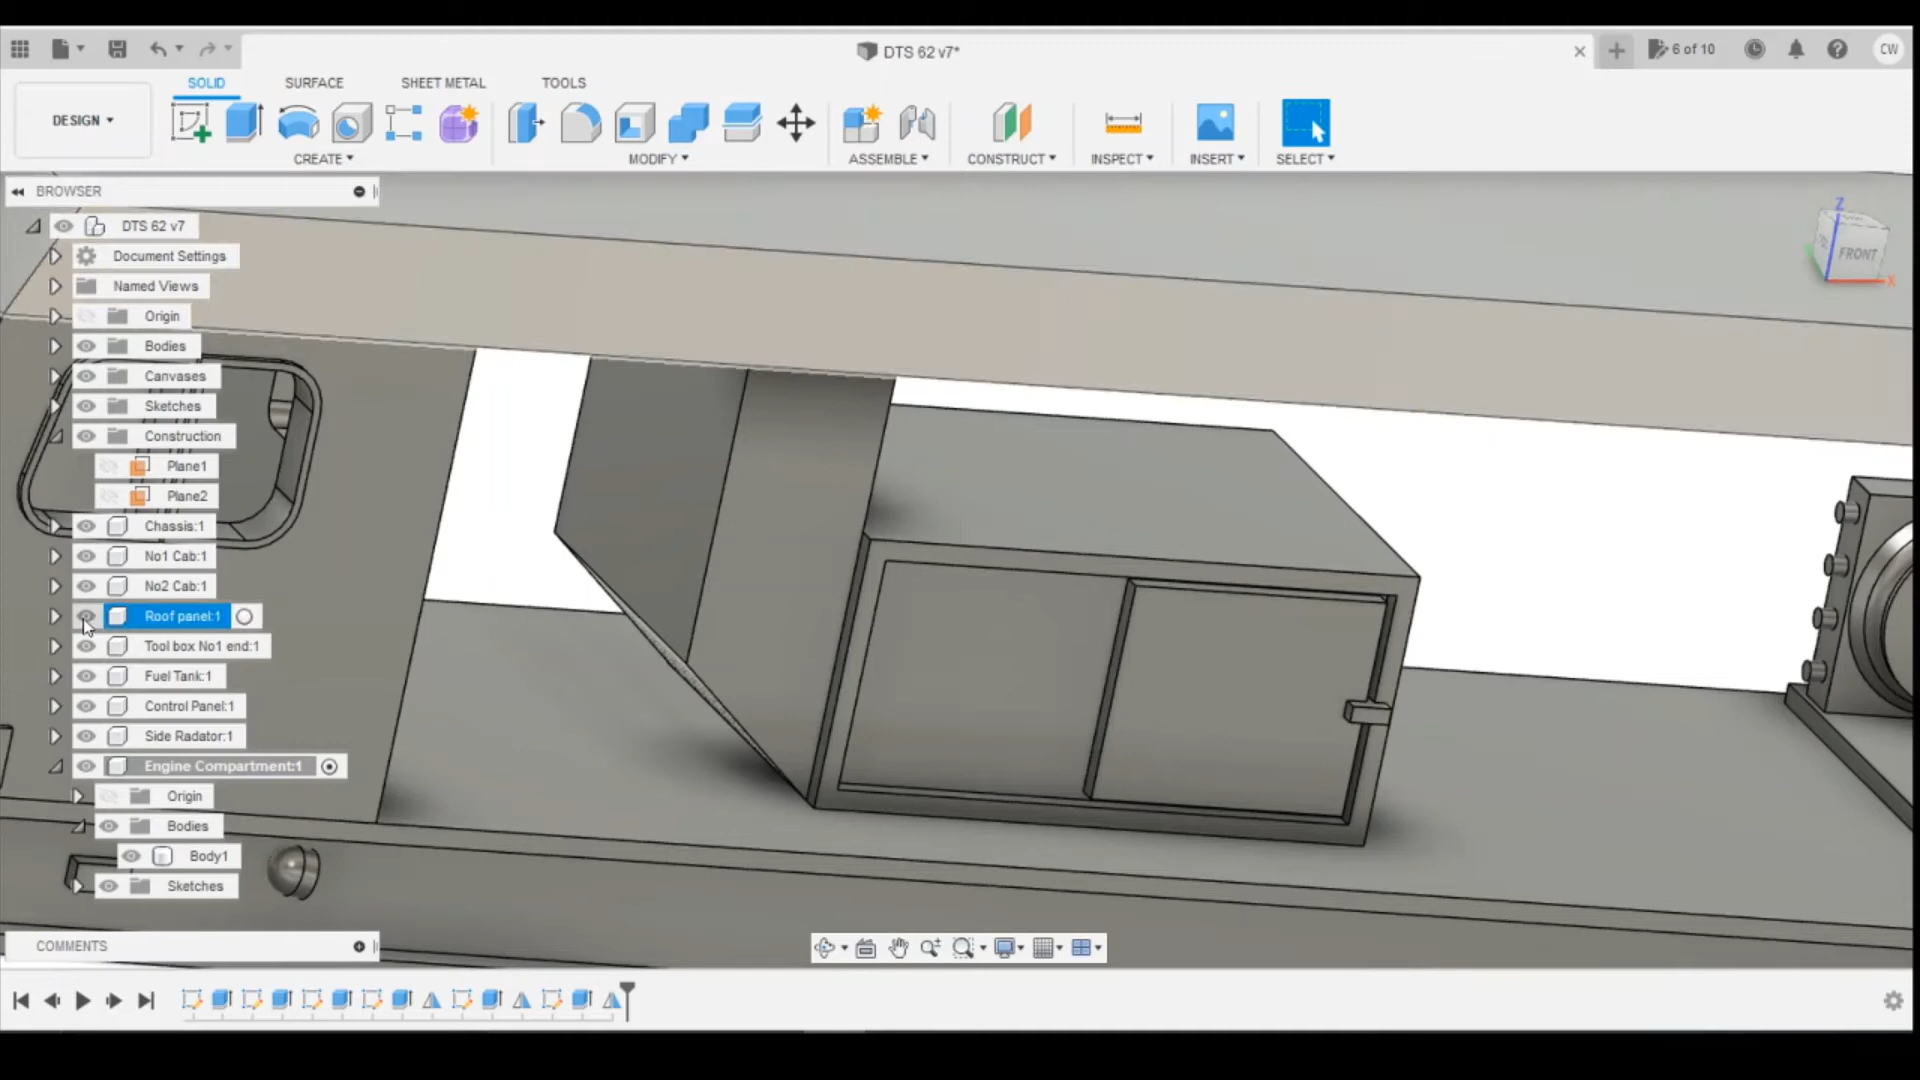 DTS 62 v7*
6 of 10
CW
DESIGN
SOLID
SURFACE
SHEET METAL
TOOLS
CREATE
MODIFY
ASSEMBLE
CONSTRUCT
INSPECT
INSERT
SELECT
BROWSER
DTS 62 v7
Document Settings
Named Views
Origin
Bodies
Canvases
Sketches
Construction
Plane1
Plane2
Chassis:1
No1 Cab:1
No2 Cab:1
Roof panel:1
Tool box No1 end:1
Fuel Tank:1
Control Panel:1
Side Radator:1
Engine Compartment:1
Origin
Bodies
Body1
Sketches
COMMENTS
Z
FRONT
X